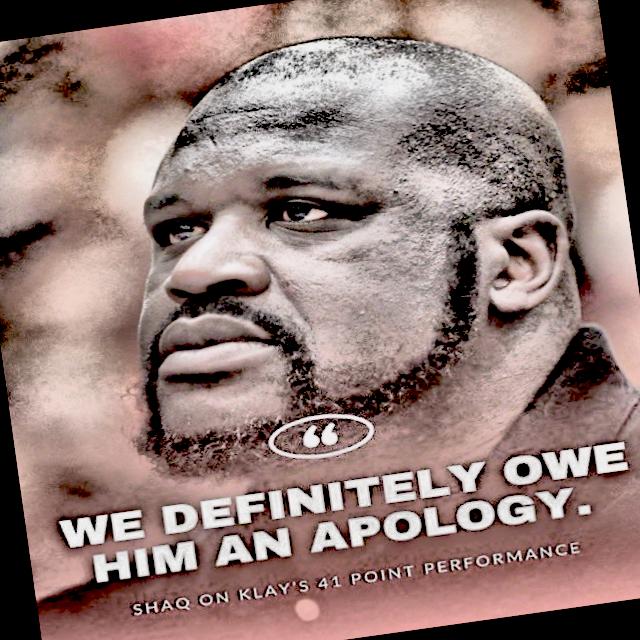 “
WE DEFINITELY OWE
HIM AN APOLOGY.
SHAQ ON KLAY'S 41 POINT PERFORMANCE